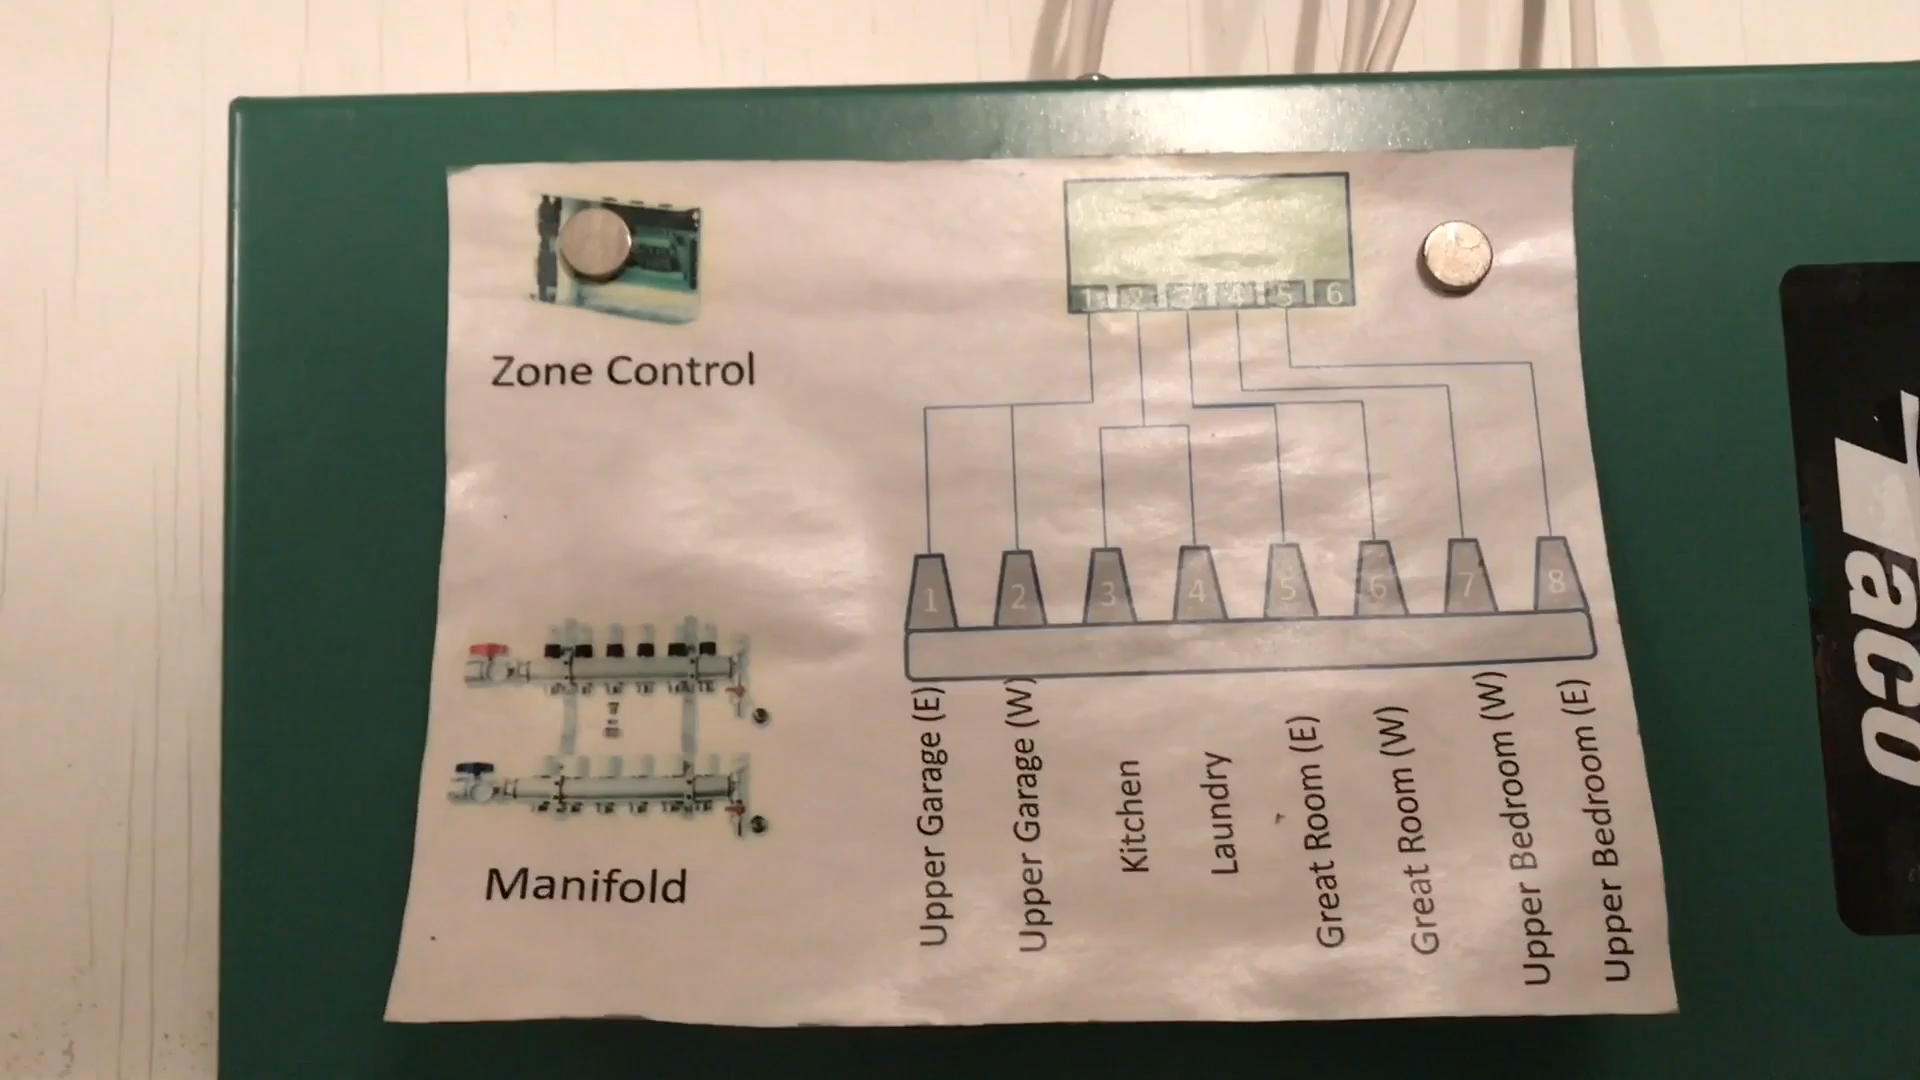 1 2 3 4 5 6
Zone Control
1 2 3 4 5 6 7 8
Upper Garage (E)
Upper Garage (W)
Kitchen
Laundry
Great Room (E)
Great Room (W)
Upper Bedroom (W)
Upper Bedroom (E)
Manifold
Taco